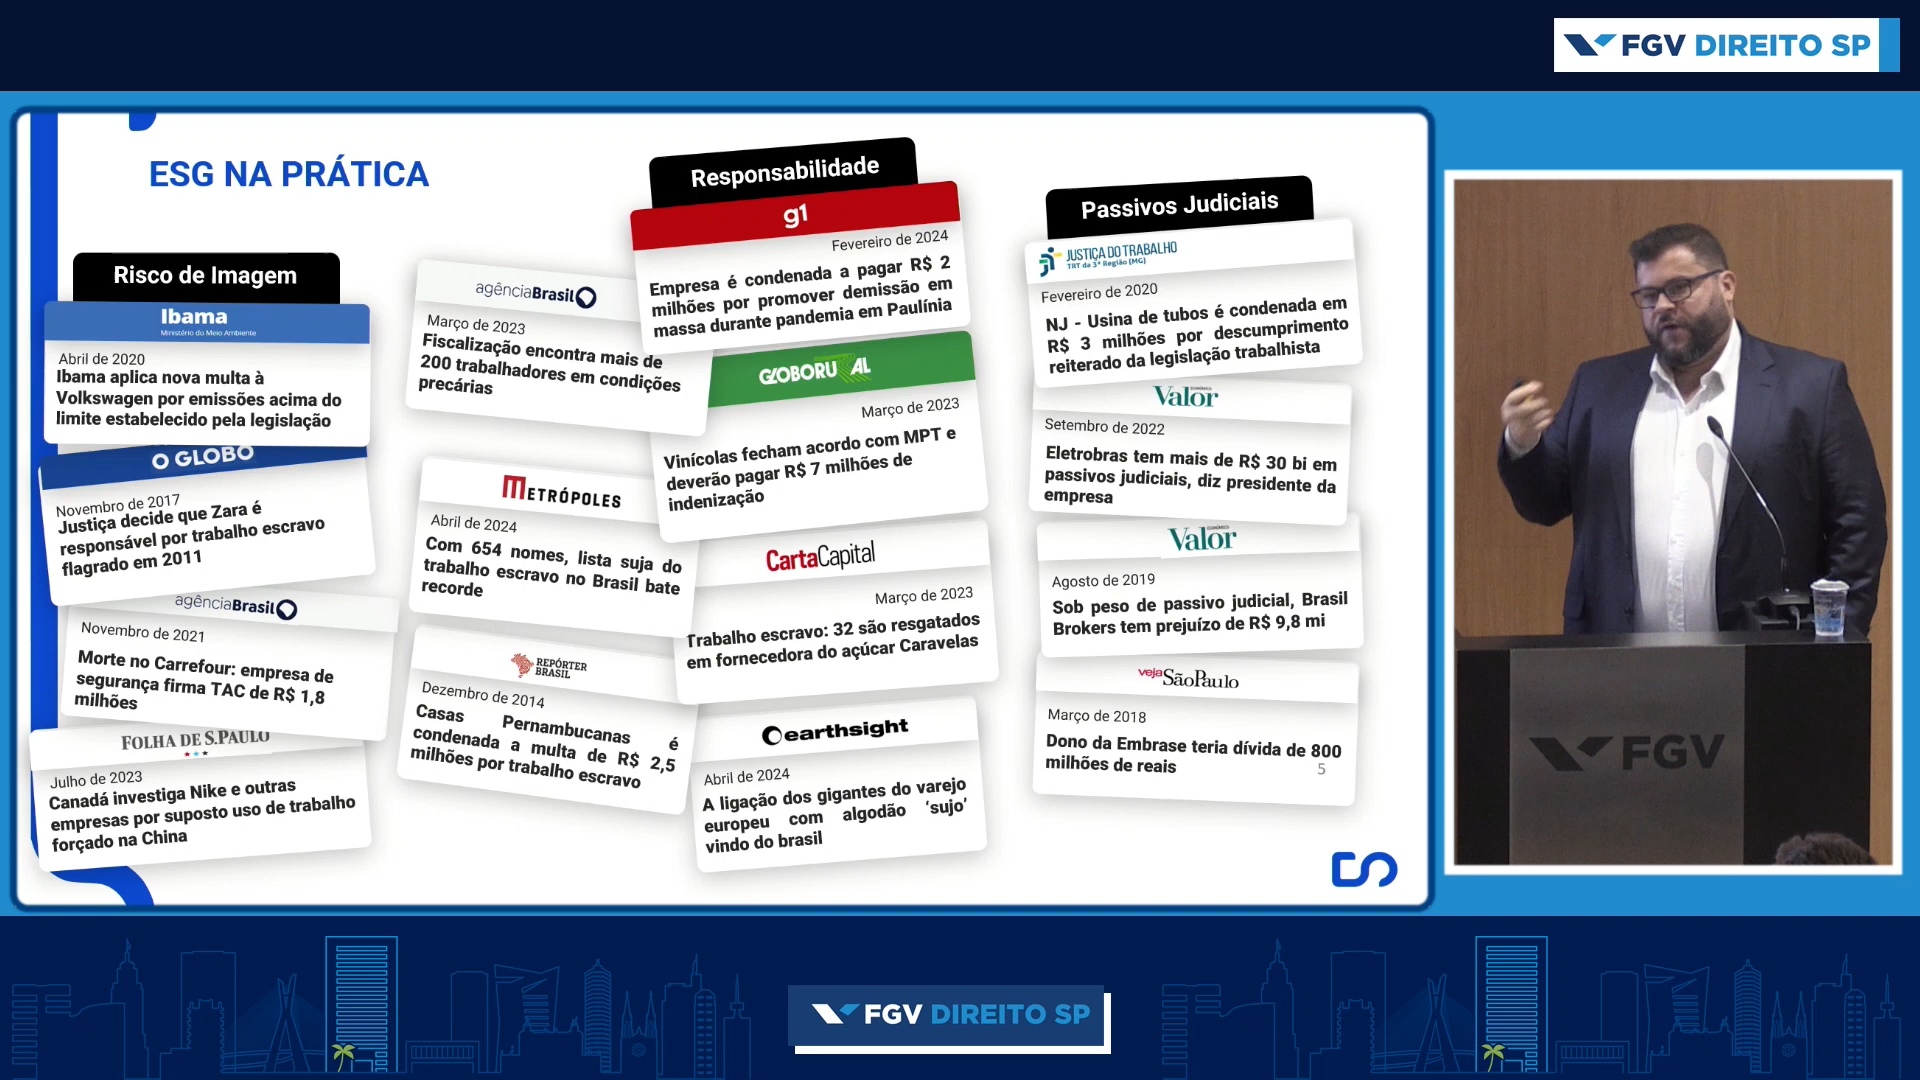 FGV DIREITO SP
ESG NA PRÁTICA
Risco de Imagem
Ibama
Ministério do Meio Ambiente
Abril de 2020
Ibama aplica nova multa à
Volkswagen por emissões acima do
limite estabelecido pela legislação
O GLOBO
Novembro de 2017
Justiça decide que Zara é
responsável por trabalho escravo
flagrado em 2011
agênciaBrasil
Novembro de 2021
Morte no Carrefour: empresa de
segurança firma TAC de R$ 1,8
milhões
FOLHA DE S.PAULO
Julho de 2023
Canadá investiga Nike e outras
empresas por suposto uso de trabalho
forçado na China
agênciaBrasil
Março de 2023
Fiscalização encontra mais de
200 trabalhadores em condições
precárias
METRÓPOLES
Abril de 2024
Com 654 nomes, lista suja do
trabalho escravo no Brasil bate
recorde
REPÓRTER
BRASIL
Dezembro de 2014
Casas Pernambucanas é
condenada a multa de R$ 2,5
milhões por trabalho escravo
Responsabilidade
g1
Fevereiro de 2024
Empresa é condenada a pagar R$ 2
milhões por promover demissão em
massa durante pandemia em Paulínia
GLOBORURAL
Março de 2023
Vinícolas fecham acordo com MPT e
deverão pagar R$ 7 milhões de
indenização
CartaCapital
Março de 2023
Trabalho escravo: 32 são resgatados
em fornecedora do açúcar Caravelas
earthsight
Abril de 2024
A ligação dos gigantes do varejo
europeu com algodão ‘sujo’
vindo do brasil
Passivos Judiciais
JUSTIÇA DO TRABALHO
TRT da 3ª Região (MG)
Fevereiro de 2020
NJ - Usina de tubos é condenada em
R$ 3 milhões por descumprimento
reiterado da legislação trabalhista
Valor
ECONÔMICO
Setembro de 2022
Eletrobras tem mais de R$ 30 bi em
passivos judiciais, diz presidente da
empresa
Valor
ECONÔMICO
Agosto de 2019
Sob peso de passivo judicial, Brasil
Brokers tem prejuízo de R$ 9,8 mi
veja SãoPaulo
Março de 2018
Dono da Embrase teria dívida de 800
milhões de reais
5
FGV
FGV DIREITO SP